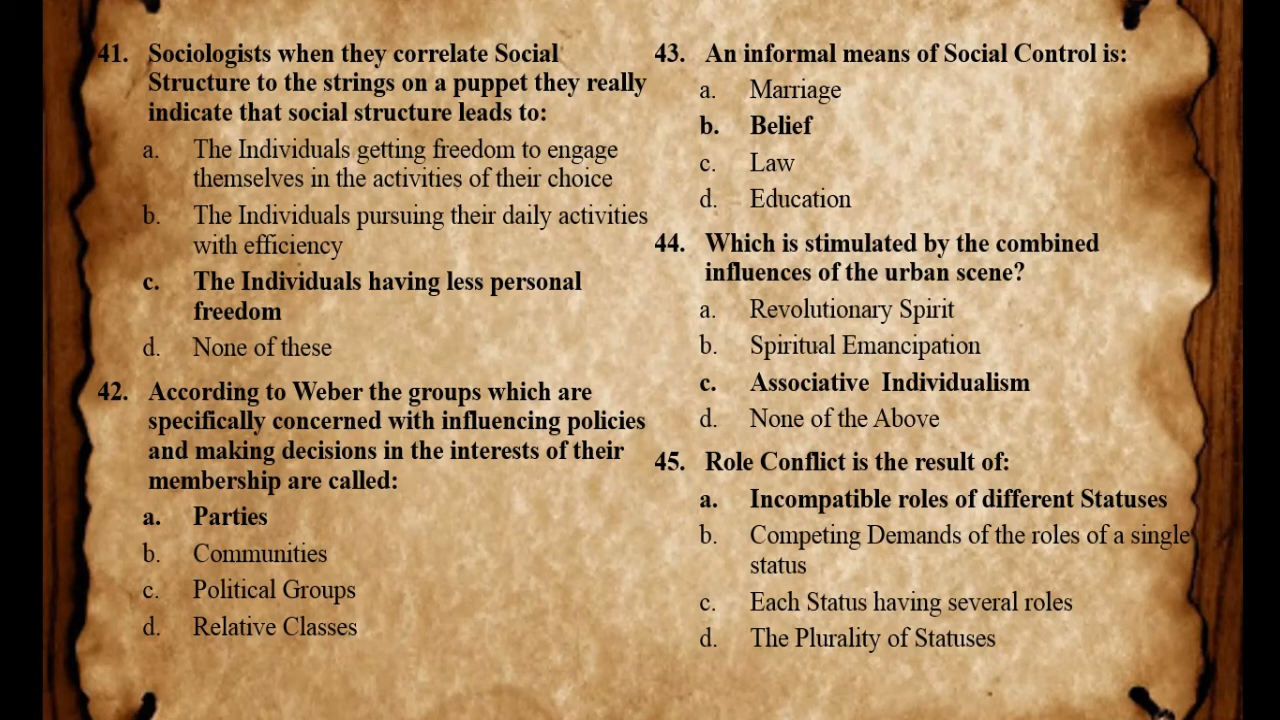 41. Sociologists when they correlate Social
Structure to the strings on a puppet they really
indicate that social structure leads to:
a. The Individuals getting freedom to engage
themselves in the activities of their choice
b. The Individuals pursuing their daily activities
with efficiency
c. The Individuals having less personal
freedom
d. None of these
42. According to Weber the groups which are
specifically concerned with influencing policies
and making decisions in the interests of their
membership are called:
a. Parties
b. Communities
c. Political Groups
d. Relative Classes
43. An informal means of Social Control is:
a. Marriage
b. Belief
c. Law
d. Education
44. Which is stimulated by the combined
influences of the urban scene?
a. Revolutionary Spirit
b. Spiritual Emancipation
c. Associative Individualism
d. None of the Above
45. Role Conflict is the result of:
a. Incompatible roles of different Statuses
b. Competing Demands of the roles of a single
status
c. Each Status having several roles
d. The Plurality of Statuses